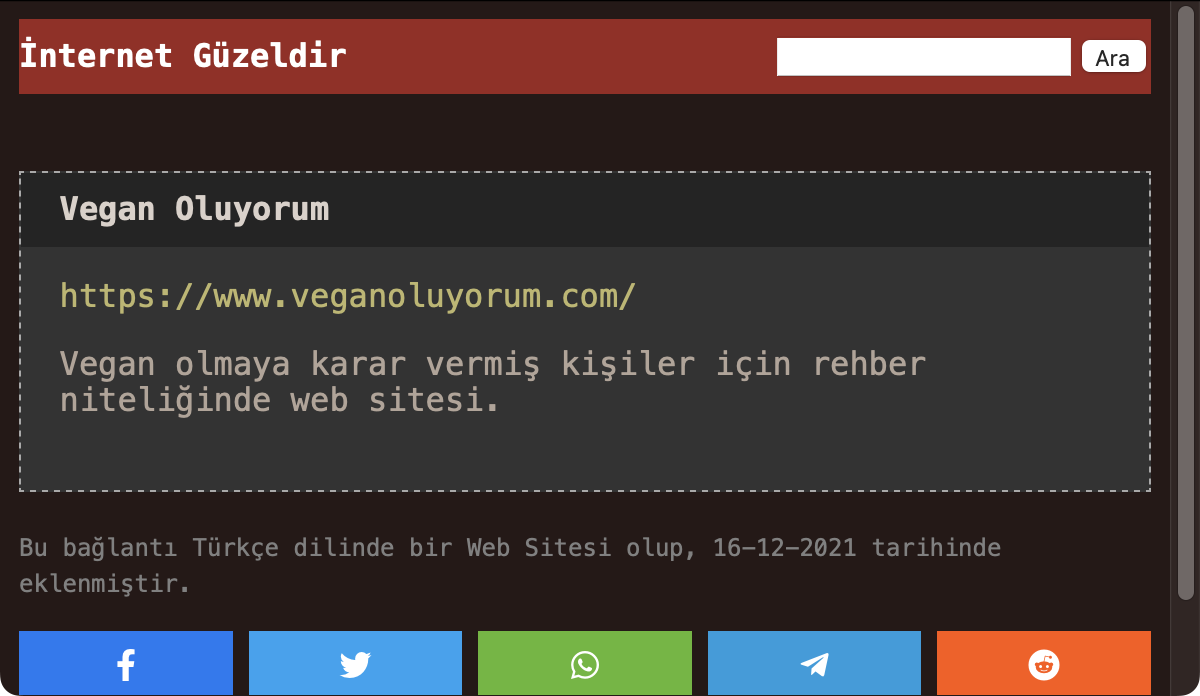 İnternet Güzeldir
Ara
Vegan Oluyorum
https://www.veganoluyorum.com/
Vegan olmaya karar vermiş kişiler için rehber
niteliğinde web sitesi.
Bu bağlantı Türkçe dilinde bir Web Sitesi olup, 16-12-2021 tarihinde
eklenmiştir.